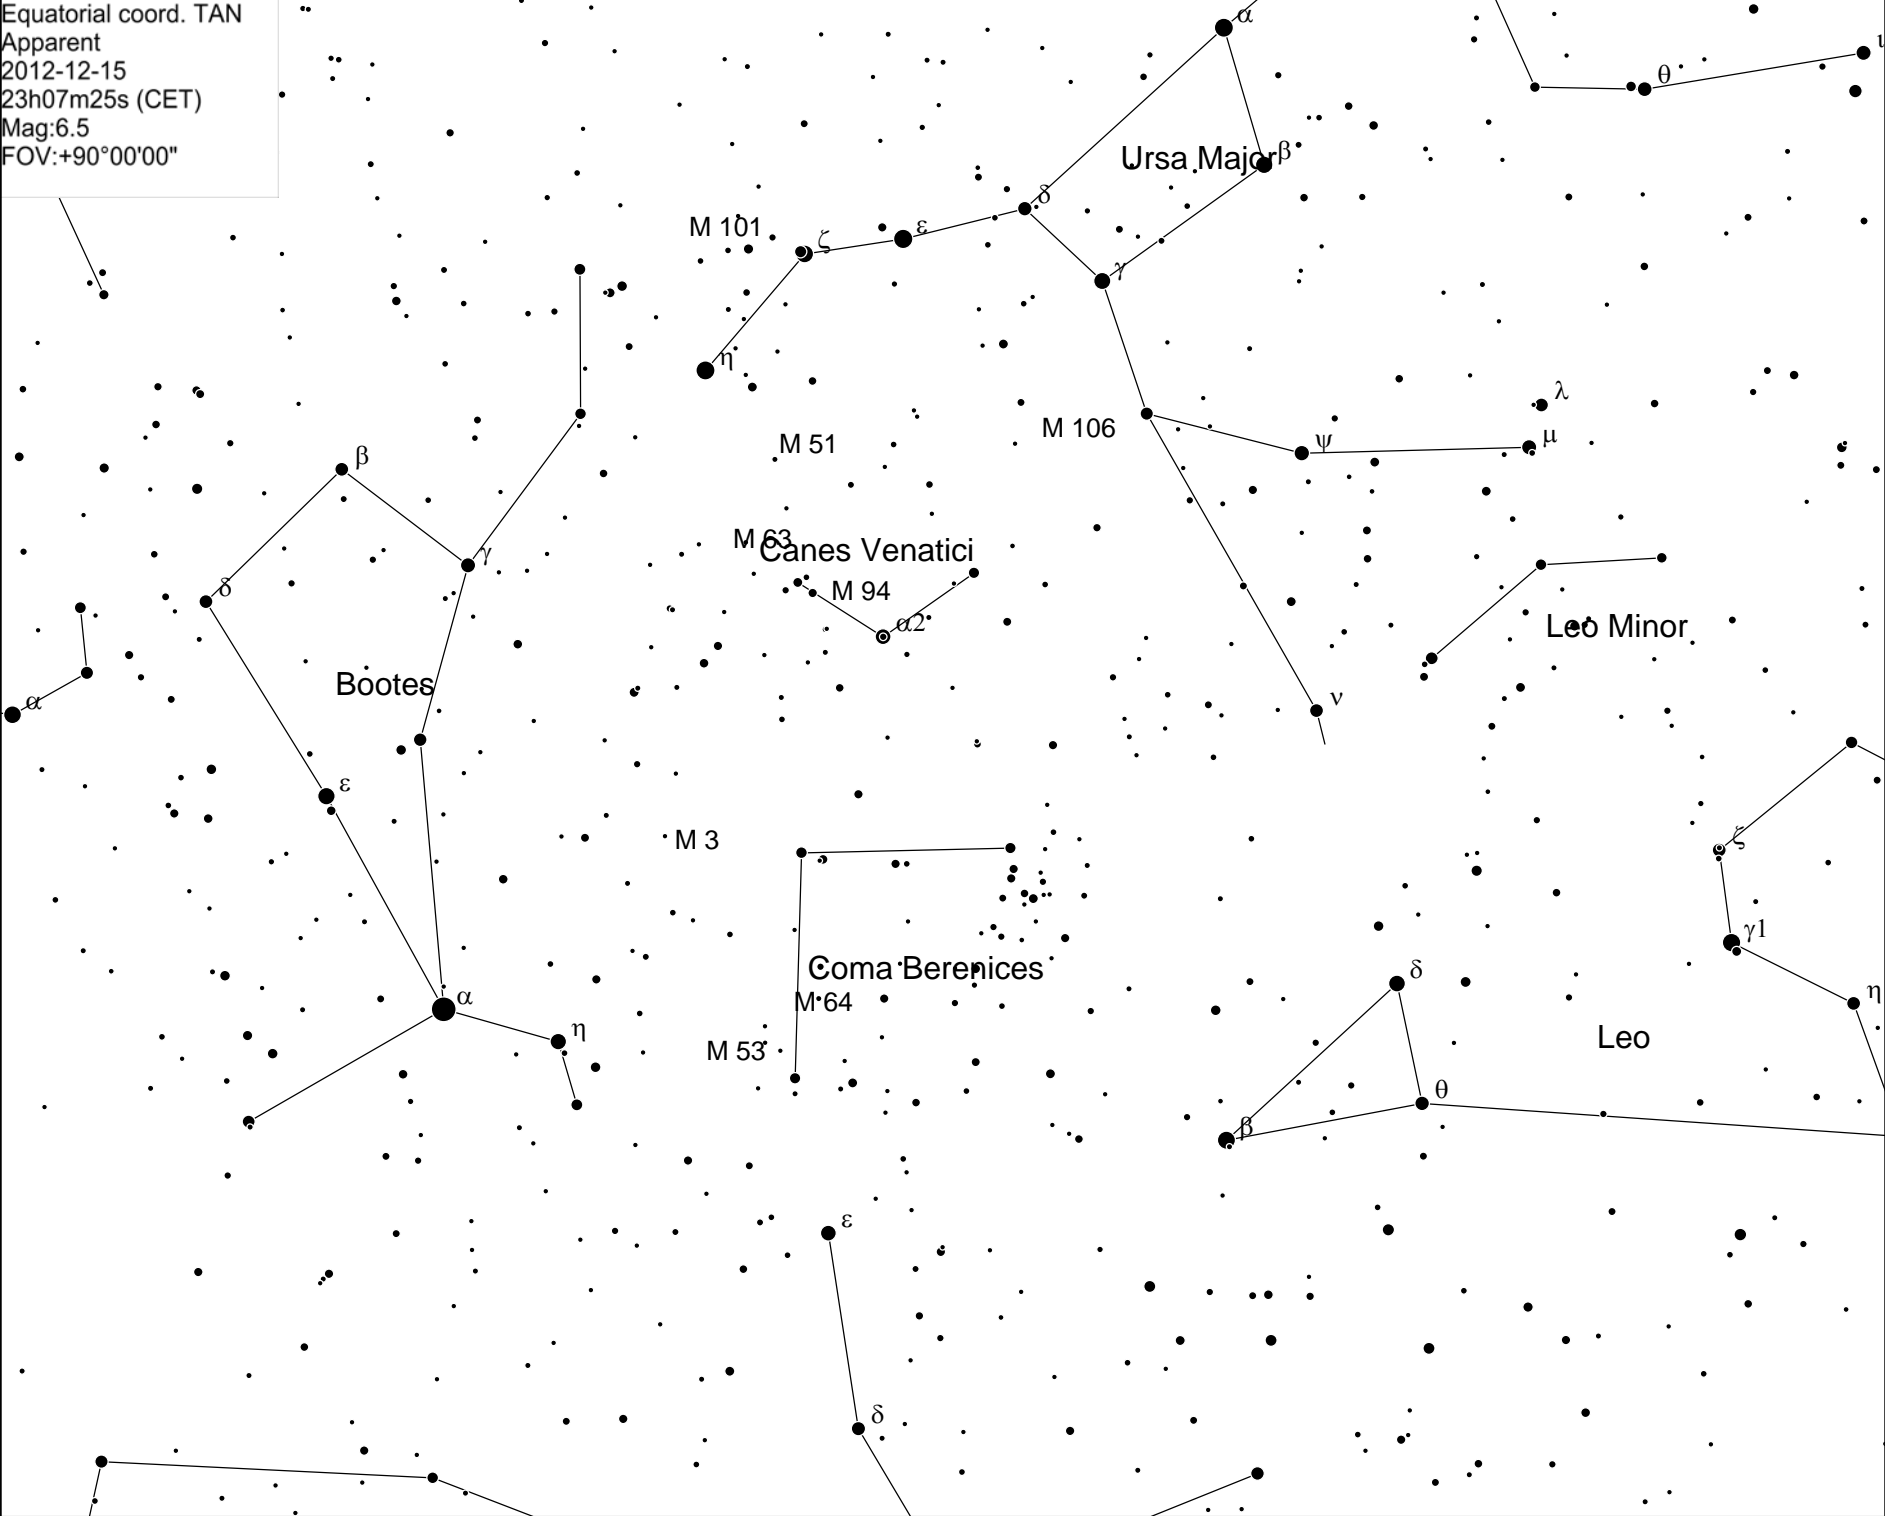 Equatorial coord. TAN
Apparent
2012-12-15
23h07m25s (CET)
Mag:6.5
FOV:+90°00'00"
α
θ
ι
Ursa Major
β
δ
M 101
ζ
ε
γ
η
λ
M 106
μ
M 51
ψ
β
M 63
Canes Venatici
γ
δ
M 94
α2
Leo Minor
Bootes
α
ν
ε
M 3
ζ
γ1
Coma Berenices
δ
α
M 64
η
η
Leo
M 53
θ
β
ε
δ